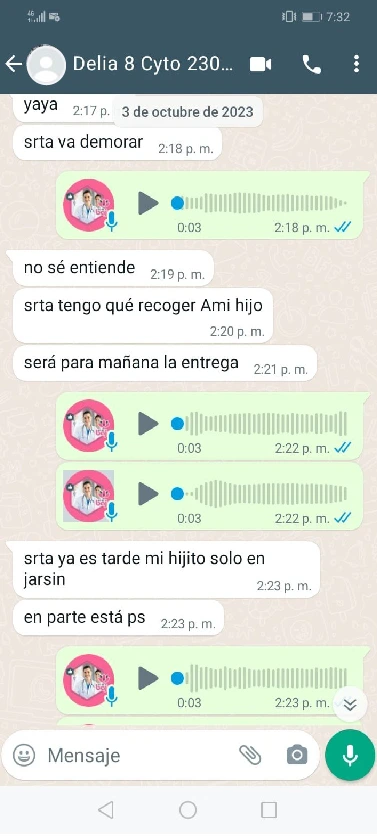 4G
7:32
Delia 8 Cyto 230...
yaya 2:17 p.
3 de octubre de 2023
srta va demorar 2:18 p. m.
0:03 2:18 p. m.
no sé entiende 2:19 p. m.
srta tengo qué recoger Ami hijo
2:20 p. m.
será para mañana la entrega 2:21 p. m.
0:03 2:22 p. m.
0:03 2:22 p. m.
srta ya es tarde mi hijito solo en
jarsin
2:23 p. m.
en parte está ps 2:23 p. m.
0:03 2:23 p. m.
Mensaje